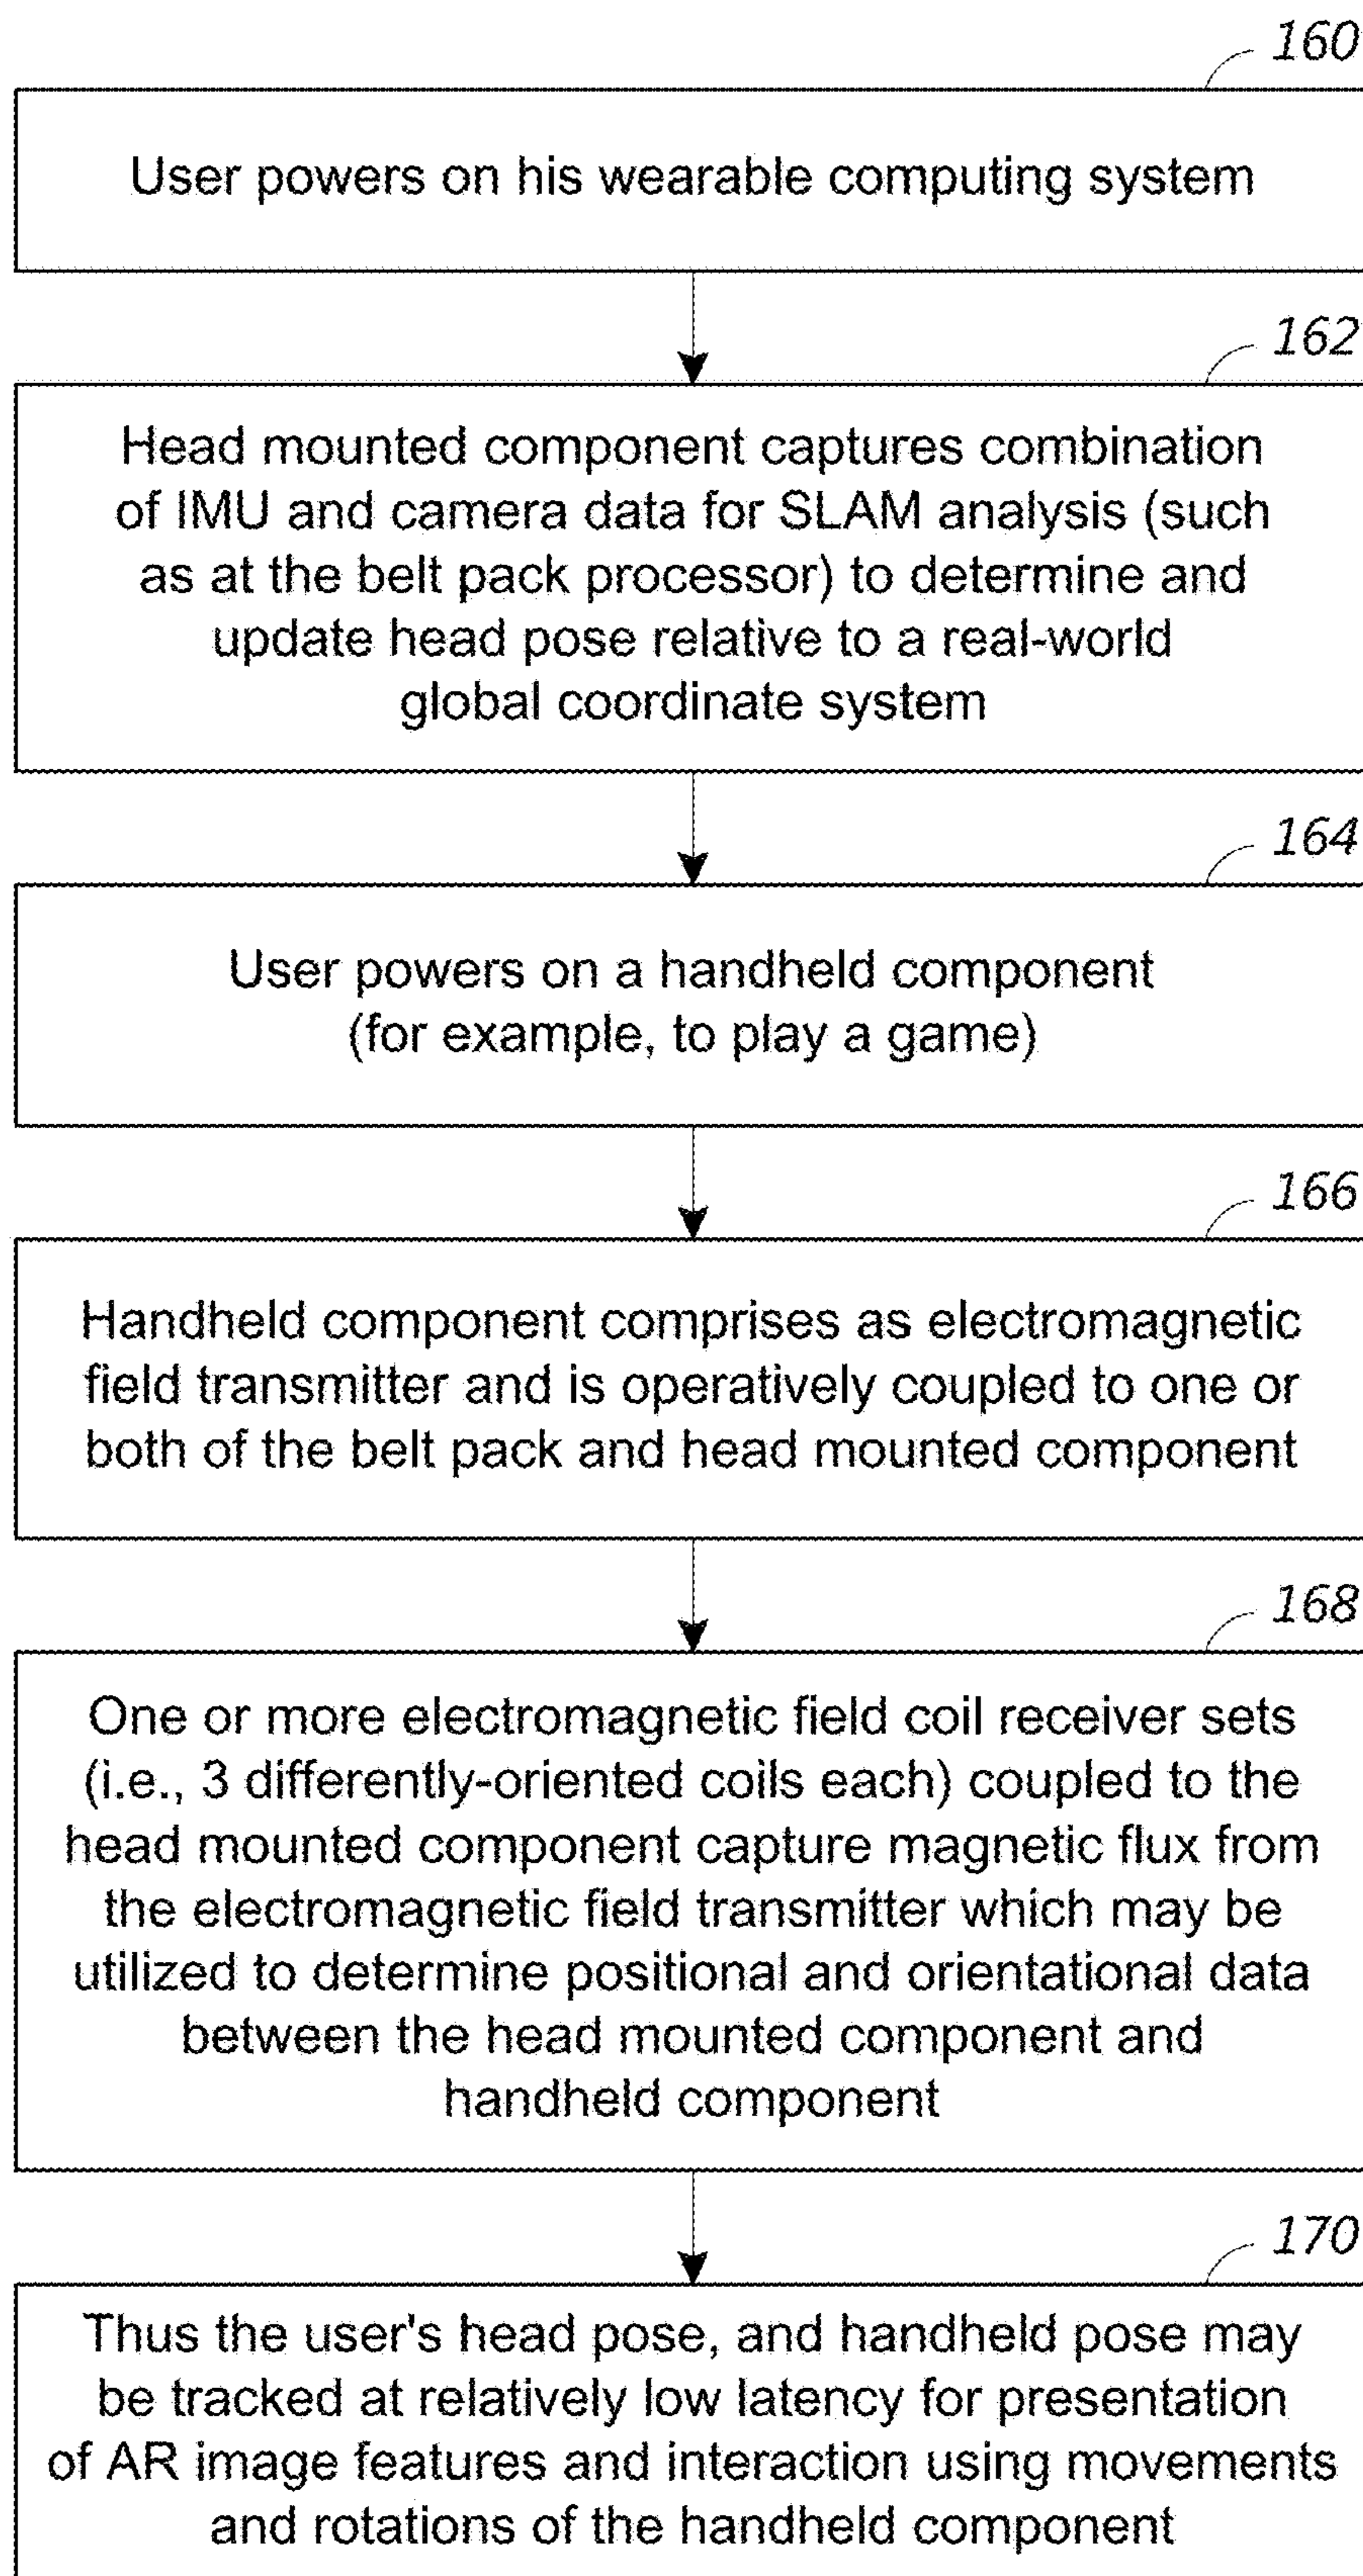 160
User powers on his wearable computing system
162
Head mounted component captures combination
of IMU and camera data for SLAM analysis (such
as at the belt pack processor) to determine and
update head pose relative to a real-world
global coordinate system
164
User powers on a handheld component
(for example, to play a game)
166
Handheld component comprises as electromagnetic
field transmitter and is operatively coupled to one or
both of the belt pack and head mounted component
168
One or more electromagnetic field coil receiver sets
(i.e., 3 differently-oriented coils each) coupled to the
head mounted component capture magnetic flux from
the electromagnetic field transmitter which may be
utilized to determine positional and orientational data
between the head mounted component and
handheld component
170
Thus the user's head pose, and handheld pose may
be tracked at relatively low latency for presentation
of AR image features and interaction using movements
and rotations of the handheld component